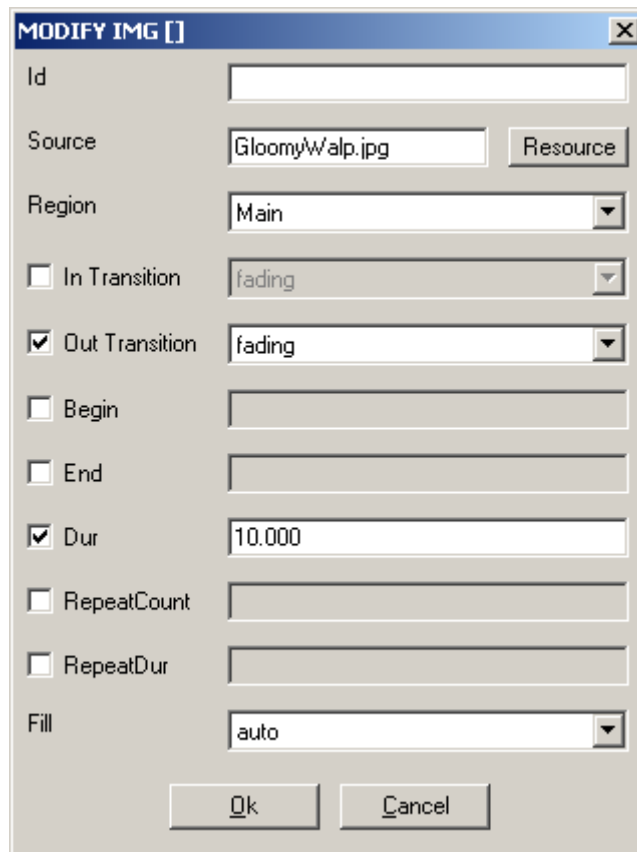 MODIFY IMG []
Id
Source GloomyWalp.jpg Resource
Region Main
In Transition fading
Out Transition fading
Begin
End
Dur 10.000
RepeatCount
RepeatDur
Fill auto
Ok Cancel